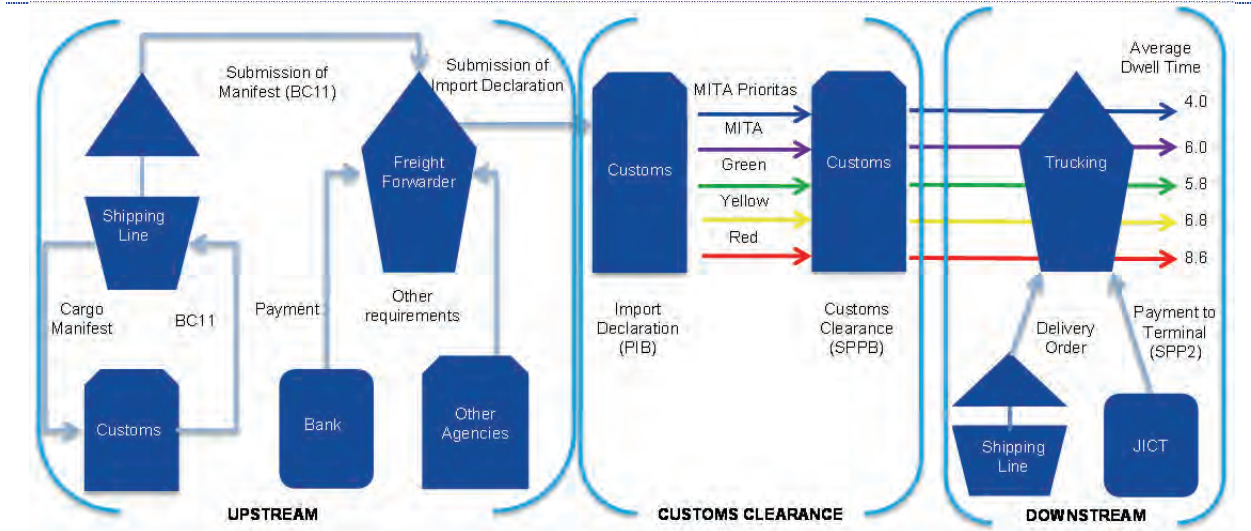 Submission of
Manifest (BC11)
Shipping
Line
Cargo
Manifest
BC11
Customs
Payment
Bank
Freight
Forwarder
Other
requirements
Other
Agencies
UPSTREAM
Submission of
Import Declaration
Customs
Import
Declaration
(PIB)
MITA Prioritas
MITA
Green
Yellow
Red
Customs
Customs
Clearance
(SPPB)
CUSTOMS CLEARANCE
Trucking
Average
Dwell Time
4.0
6.0
5.8
6.8
8.6
Delivery
Order
Payment to
Terminal
(SPP2)
Shipping
Line
JICT
DOWNSTREAM